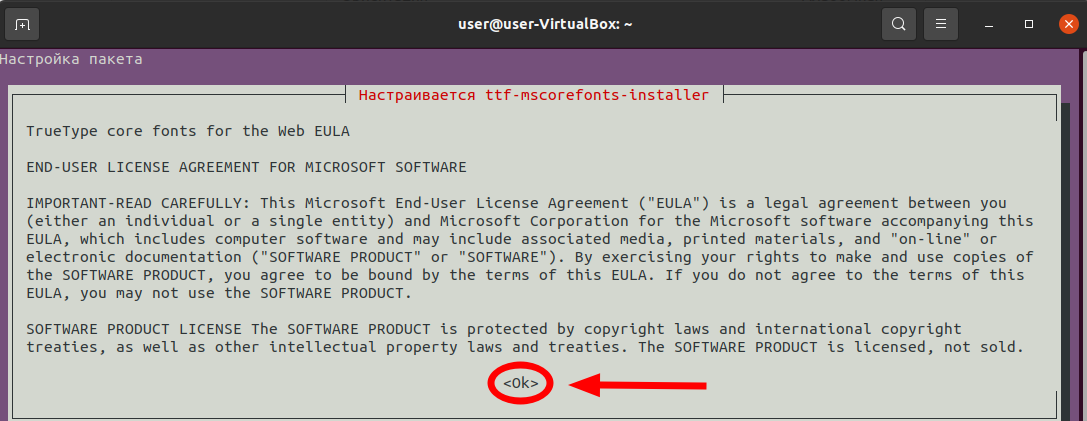 user@user-VirtualBox: ~
Настройка пакета
Настраивается ttf-mscorefonts-installer
TrueType core fonts for the Web EULA
END-USER LICENSE AGREEMENT FOR MICROSOFT SOFTWARE
IMPORTANT-READ CAREFULLY: This Microsoft End-User License Agreement ("EULA") is a legal agreement between you
(either an individual or a single entity) and Microsoft Corporation for the Microsoft software accompanying this
EULA, which includes computer software and may include associated media, printed materials, and "on-line" or
electronic documentation ("SOFTWARE PRODUCT" or "SOFTWARE"). By exercising your rights to make and use copies of
the SOFTWARE PRODUCT, you agree to be bound by the terms of this EULA. If you do not agree to the terms of this
EULA, you may not use the SOFTWARE PRODUCT.
SOFTWARE PRODUCT LICENSE The SOFTWARE PRODUCT is protected by copyright laws and international copyright
treaties, as well as other intellectual property laws and treaties. The SOFTWARE PRODUCT is licensed, not sold.
<Ok>